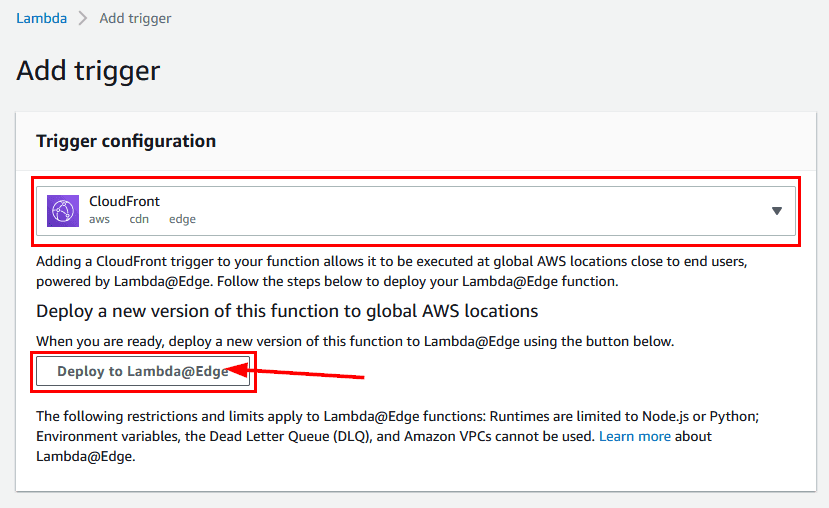 Lambda > Add trigger
Add trigger
Trigger configuration
CloudFront
aws cdn edge
Adding a CloudFront trigger to your function allows it to be executed at global AWS locations close to end users,
powered by Lambda@Edge. Follow the steps below to deploy your Lambda@Edge function.
Deploy a new version of this function to global AWS locations
When you are ready, deploy a new version of this function to Lambda@Edge using the button below.
Deploy to Lambda@Edge
The following restrictions and limits apply to Lambda@Edge functions: Runtimes are limited to Node.js or Python;
Environment variables, the Dead Letter Queue (DLQ), and Amazon VPCs cannot be used. Learn more about
Lambda@Edge.